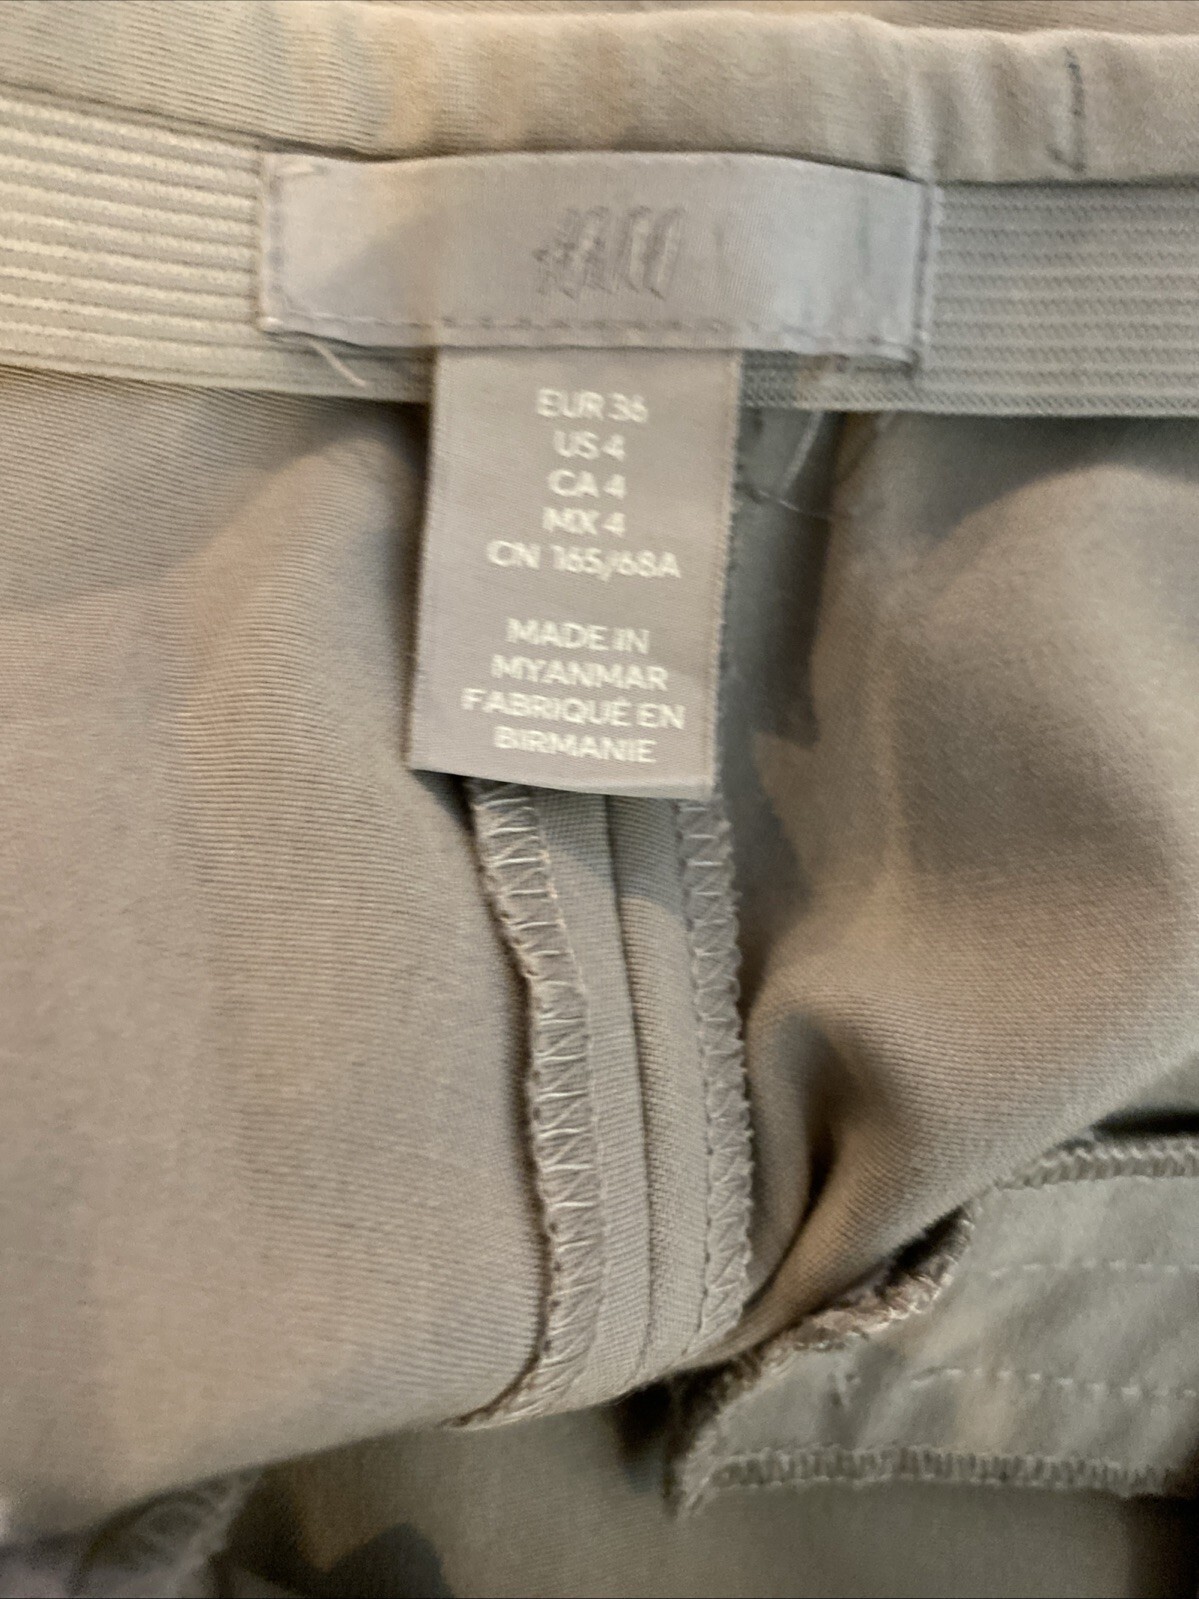 H&M
EUR 36
US 4
CA 4
MX 4
CN 165/68A
MADE IN
MYANMAR
FABRIQUÉ EN
BIRMANIE